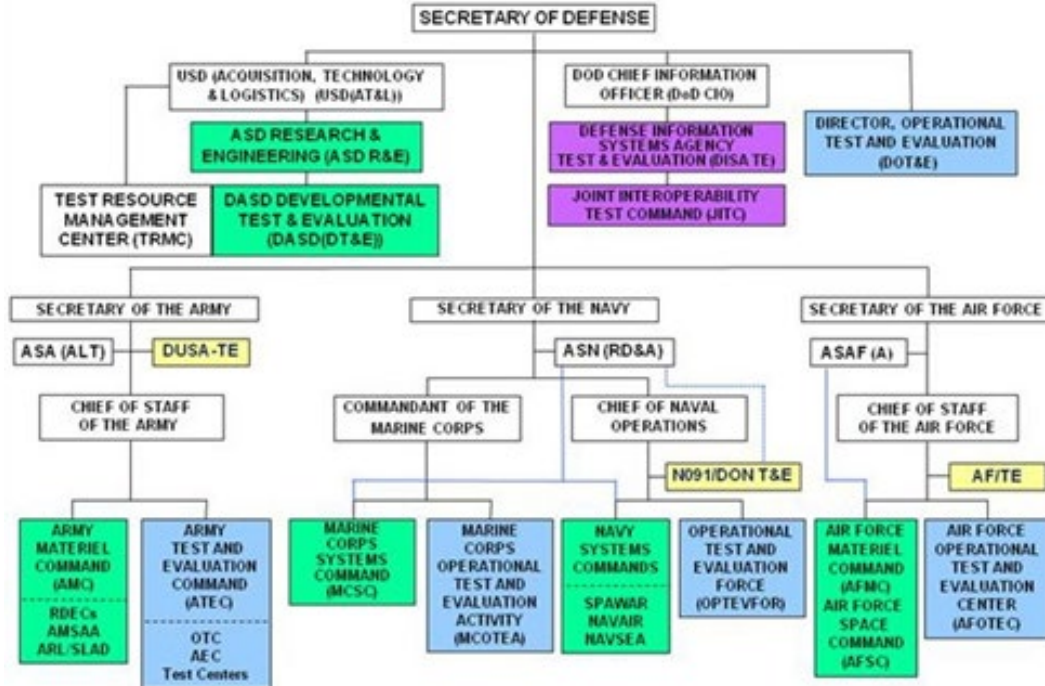 SECRETARY OF DEFENSE
USD (ACQUISITION, TECHNOLOGY
& LOGISTICS) (USD(AT&L))
DOD CHIEF INFORMATION
OFFICER (DoD CIO)
ASD RESEARCH &
ENGINEERING (ASD R&E)
DEFENSE INFORMATION
SYSTEMS AGENCY
TEST & EVALUATION (DISA TE)
DIRECTOR, OPERATIONAL
TEST AND EVALUATION
(DOT&E)
TEST RESOURCE
MANAGEMENT
CENTER (TRMC)
DASD DEVELOPMENTAL
TEST & EVALUATION
(DASD(DT&E))
JOINT INTEROPERABILITY
TEST COMMAND (JITC)
SECRETARY OF THE ARMY
SECRETARY OF THE NAVY
SECRETARY OF THE AIR FORCE
ASA (ALT)
DUSA-TE
ASN (RD&A)
ASAF (A)
CHIEF OF STAFF
OF THE ARMY
COMMANDANT OF THE
MARINE CORPS
CHIEF OF NAVAL
OPERATIONS
CHIEF OF STAFF
OF THE AIR FORCE
N091/DON T&E
AF/TE
ARMY
MATERIEL
COMMAND
(AMC)
RDECs
AMSAA
ARL/SLAD
ARMY
TEST AND
EVALUATION
COMMAND
(ATEC)
OTC
AEC
Test Centers
MARINE
CORPS
SYSTEMS
COMMAND
(MCSC)
MARINE
CORPS
OPERATIONAL
TEST AND
EVALUATION
ACTIVITY
(MCOTEA)
NAVY
SYSTEMS
COMMANDS
SPAWAR
NAVAIR
NAVSEA
OPERATIONAL
TEST AND
EVALUATION
FORCE
(OPTEVFOR)
AIR FORCE
MATERIEL
COMMAND
(AFMC)
AIR FORCE
SPACE
COMMAND
(AFSC)
AIR FORCE
OPERATIONAL
TEST AND
EVALUATION
CENTER
(AFOTEC)